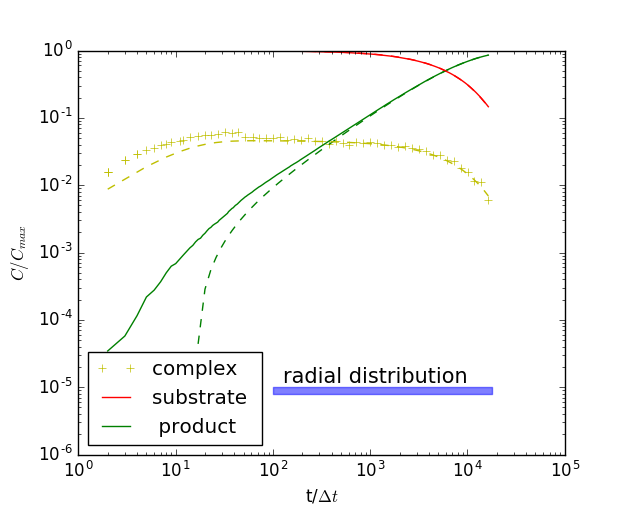 10^0
10^-1
10^-2
10^-3
10^-4
10^-5
10^-6
C/C_max
complex
substrate
product
radial distribution
10^0 10^1 10^2 10^3 10^4 10^5
t/Δt